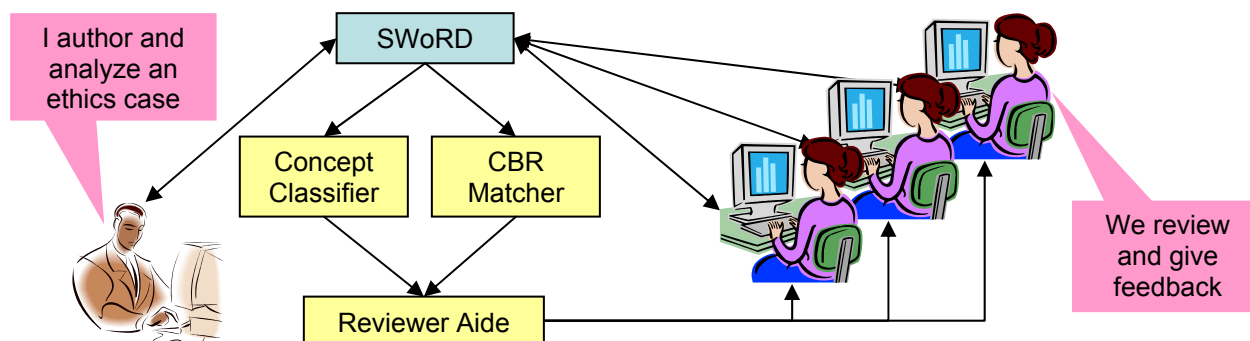 I author and
analyze an
ethics case
SWoRD
Concept
Classifier
CBR
Matcher
Reviewer Aide
We review
and give
feedback